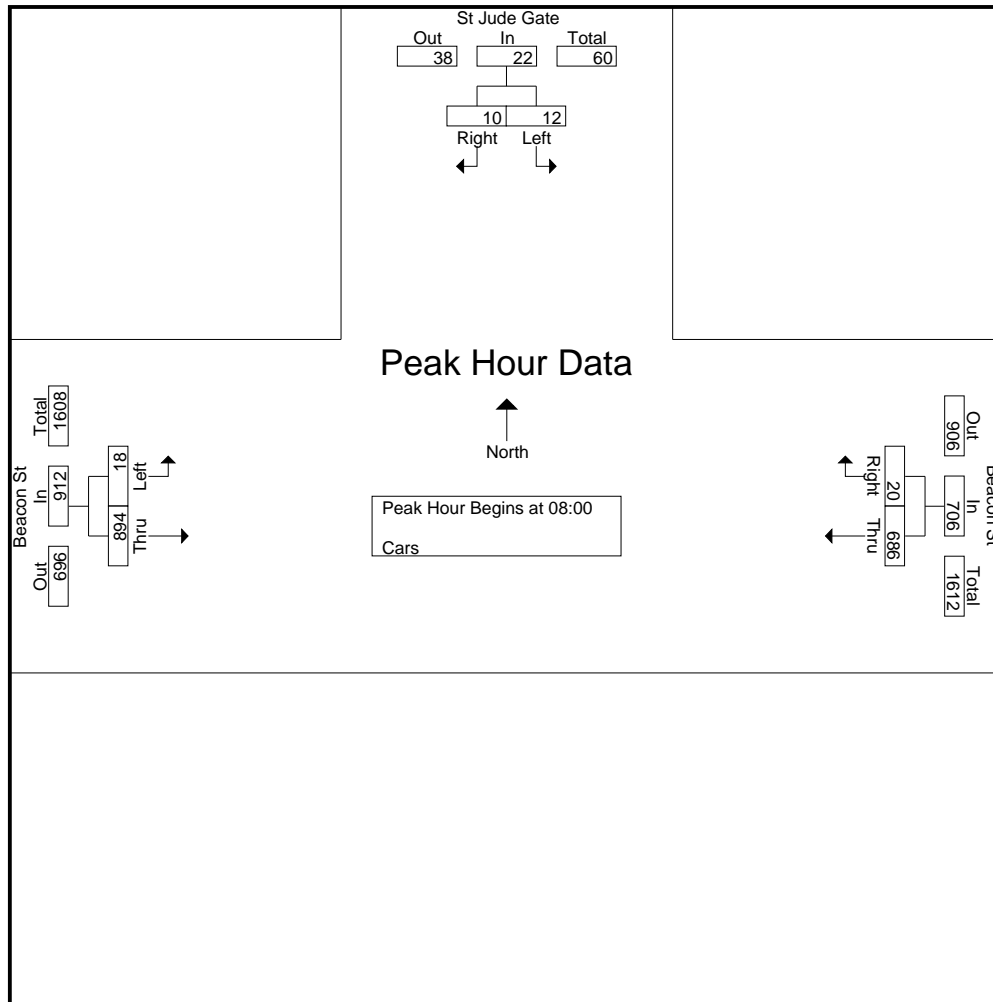 St Jude Gate
Out In Total
38 22 60
10 12
Right Left
Peak Hour Data
North
Peak Hour Begins at 08:00
Cars
Beacon St
Total In Out
1608 912 696
18 894
Left Thru
Beacon St
Out In Total
906 706 1612
20 686
Right Thru